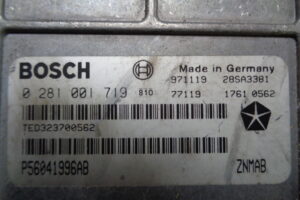 BOSCH
Made in Germany
971119 28SA3381
0 281 001 719 810
77119 1761 0562
TED323700562
P56041996AB
ZNMAB